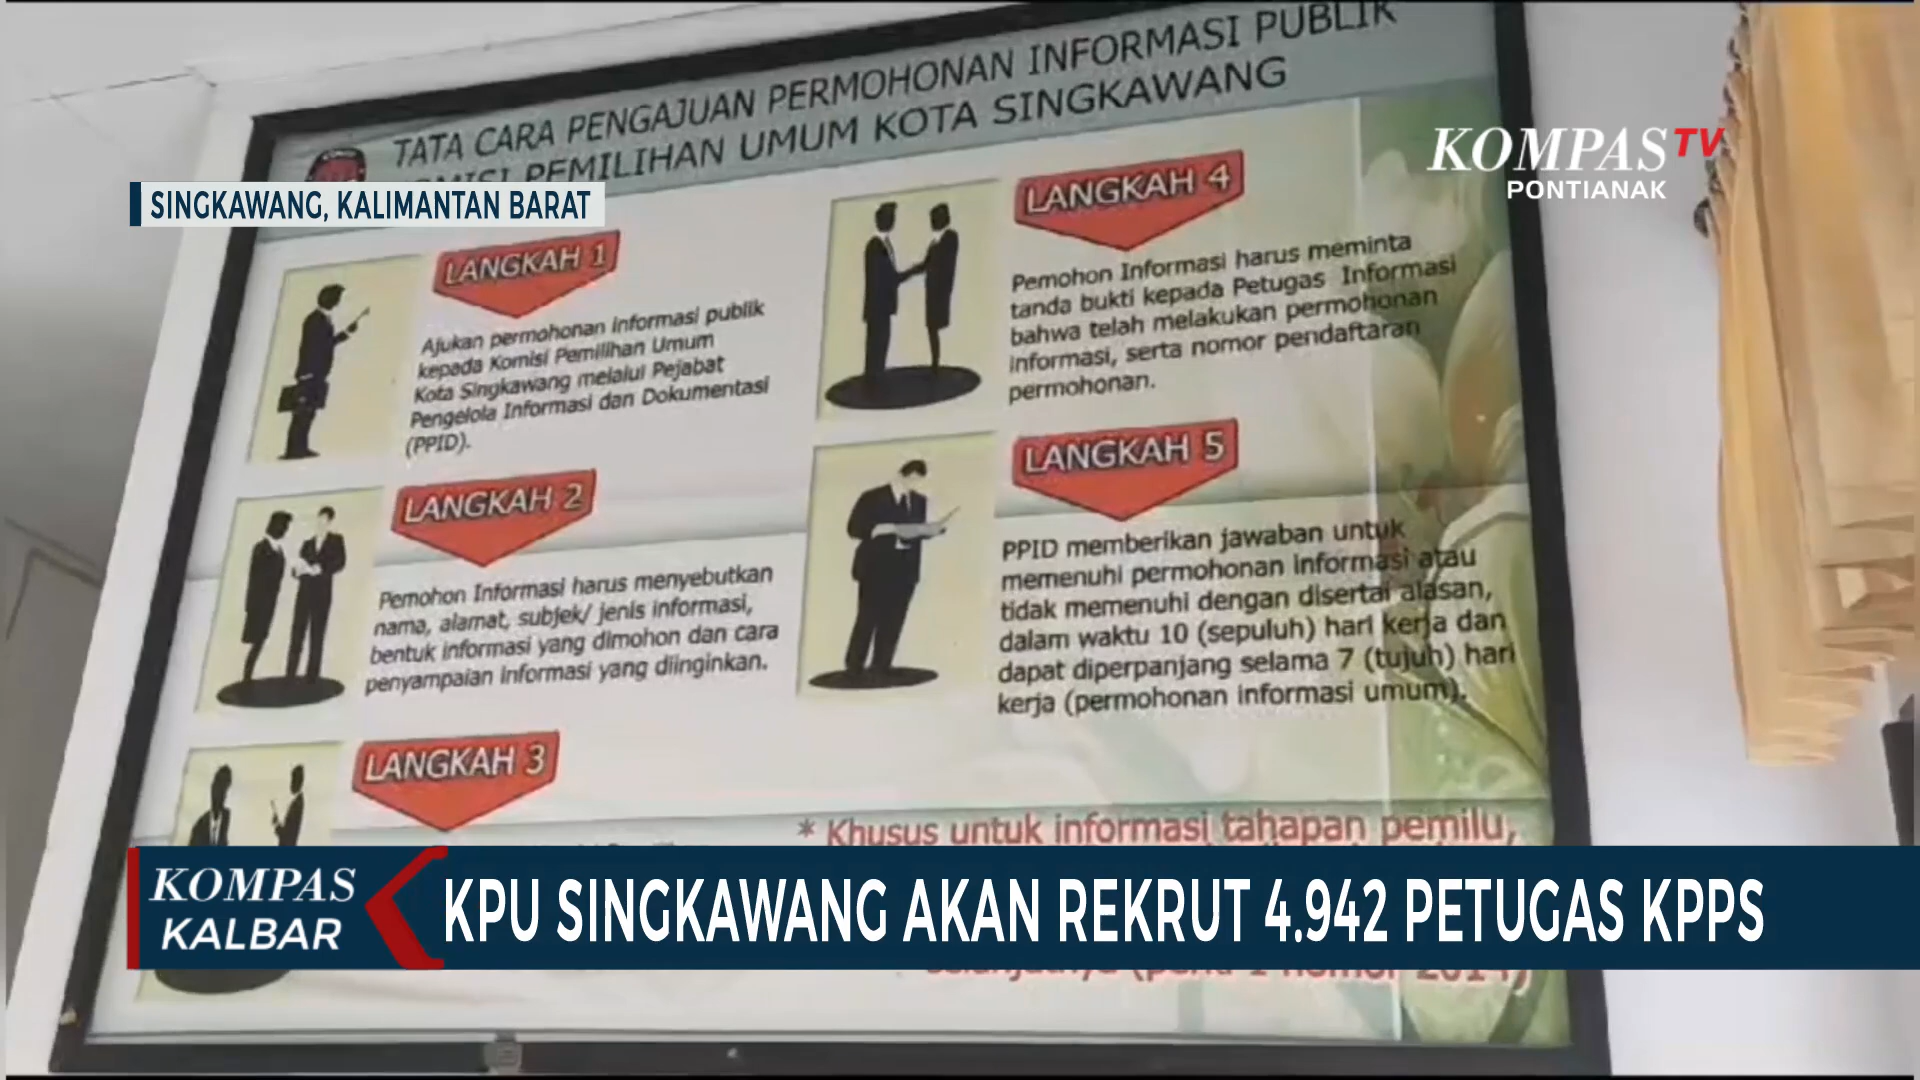 TATA CARA PENGAJUAN PERMOHONAN INFORMASI PUBLIK
PEMILIHAN UMUM KOTA SINGKAWANG
KOMPAS TV
PONTIANAK
SINGKAWANG, KALIMANTAN BARAT
LANGKAH 1
Ajukan permohonan informasi publik
kepada Komisi Pemilihan Umum
Kota Singkawang melalui Pejabat
Pengelola Informasi dan Dokumentasi
(PPID).
LANGKAH 2
Pemohon Informasi harus menyebutkan
nama, alamat, subjek/ jenis informasi,
bentuk informasi yang dimohon dan cara
penyampaian informasi yang diinginkan.
LANGKAH 3
LANGKAH 4
Pemohon Informasi harus meminta
tanda bukti kepada Petugas Informasi
bahwa telah melakukan permohonan
informasi, serta nomor pendaftaran
permohonan.
LANGKAH 5
PPID memberikan jawaban untuk
memenuhi permohonan informasi atau
tidak memenuhi dengan disertai alasan,
dalam waktu 10 (sepuluh) hari kerja dan
dapat diperpanjang selama 7 (tujuh) hari
kerja (permohonan informasi umum).
* Khusus untuk informasi tahapan pemilu,
KOMPAS
KALBAR
KPU SINGKAWANG AKAN REKRUT 4.942 PETUGAS KPPS